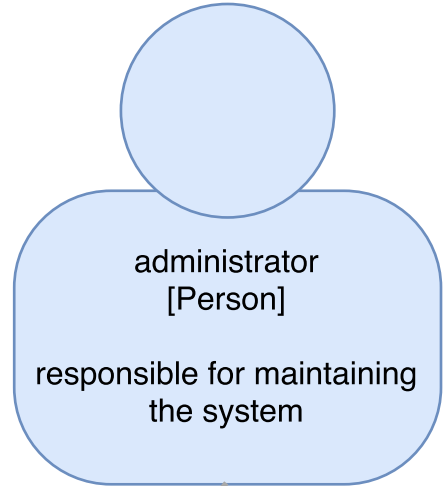 administrator
[Person]
responsible for maintaining
the system